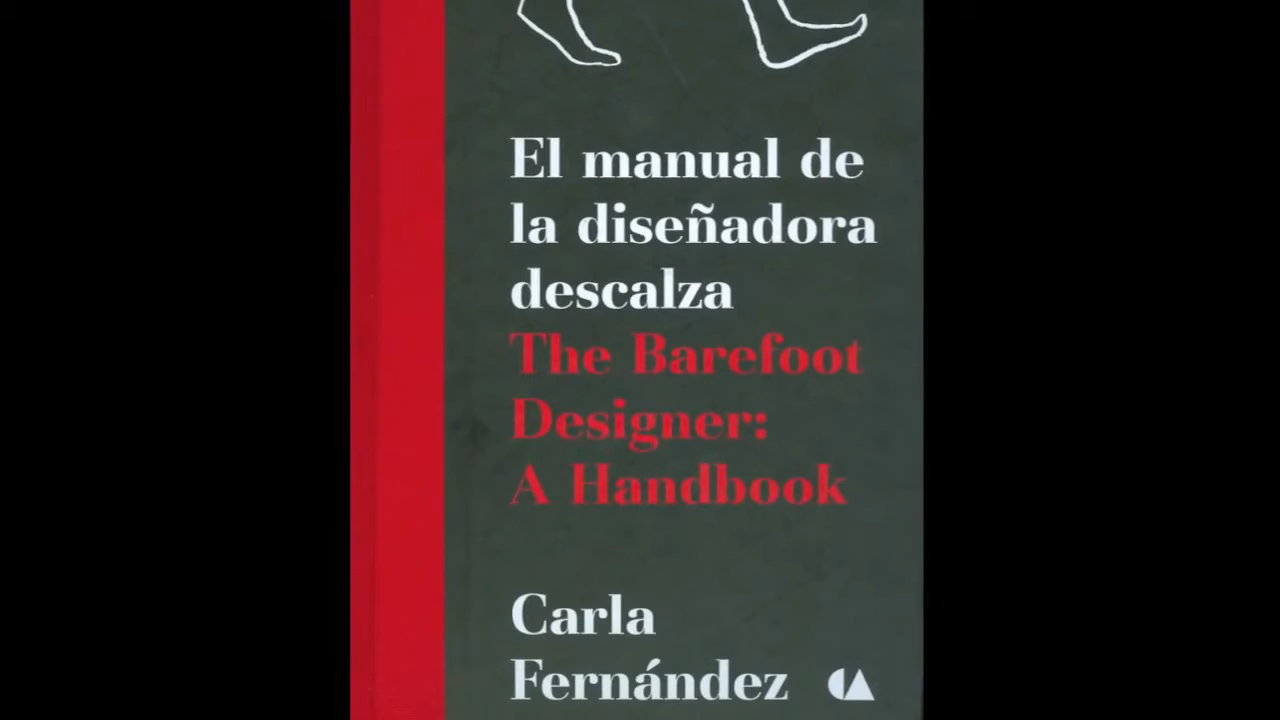 El manual de
la diseñadora
descalza
The Barefoot
Designer:
A Handbook
Carla
Fernández